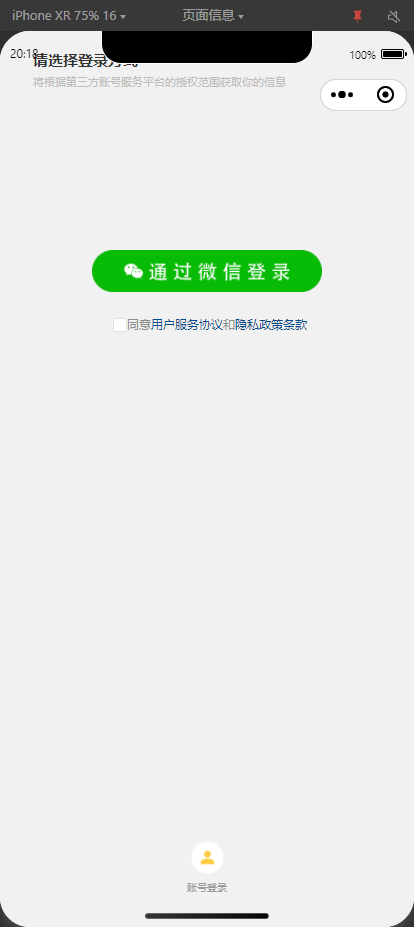 iPhone XR 75% 16
页面信息
20:18
100%
请选择登录方式
将根据第三方账号服务平台的授权范围获取你的信息
通过微信登录
同意用户服务协议和隐私政策条款
账号登录